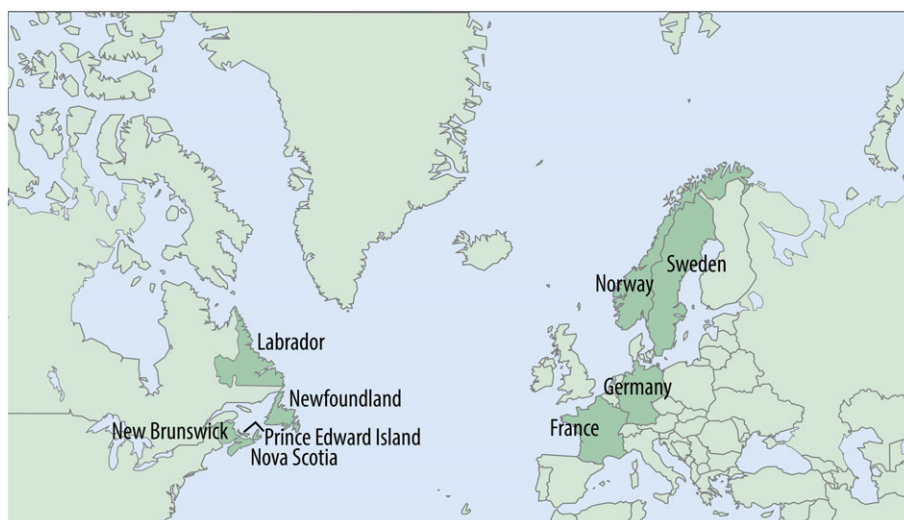 Sweden
Norway
Labrador
Germany
Newfoundland
France
New Brunswick
Prince Edward Island
Nova Scotia